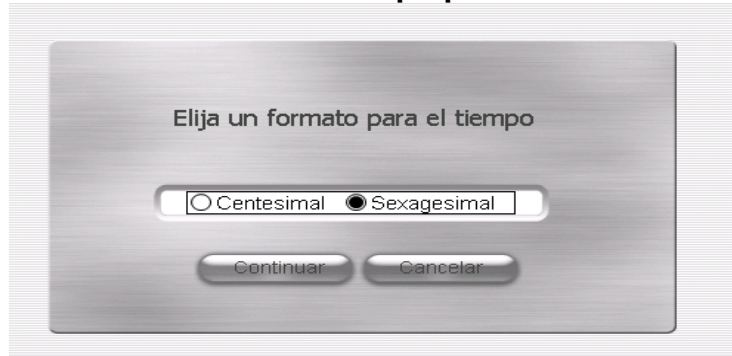 Elija un formato para el tiempo
Centesimal Sexagesimal
Continuar Cancelar